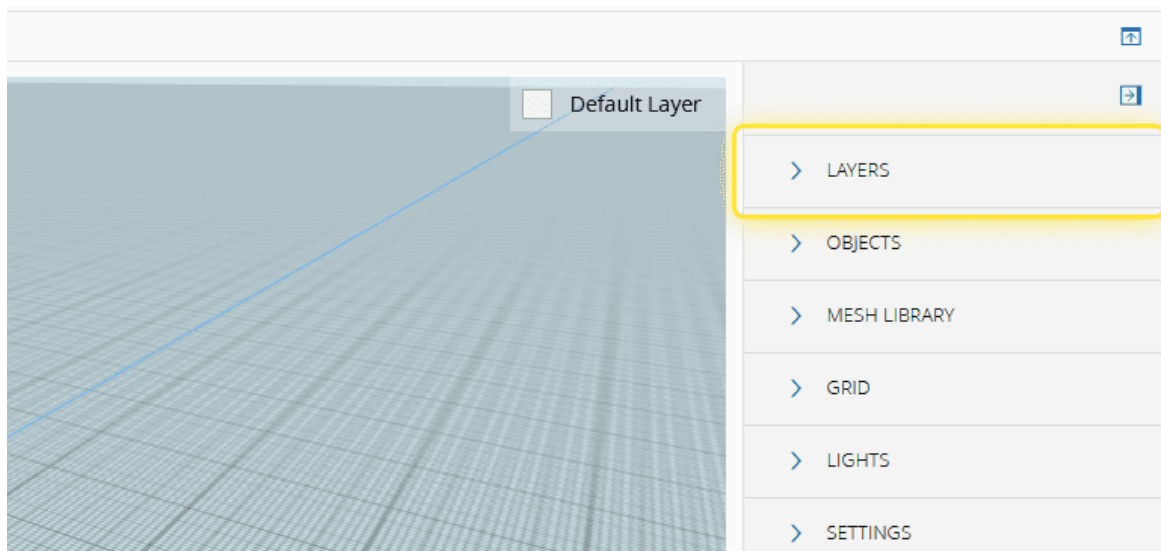 Default Layer
LAYERS
OBJECTS
MESH LIBRARY
GRID
LIGHTS
SETTINGS